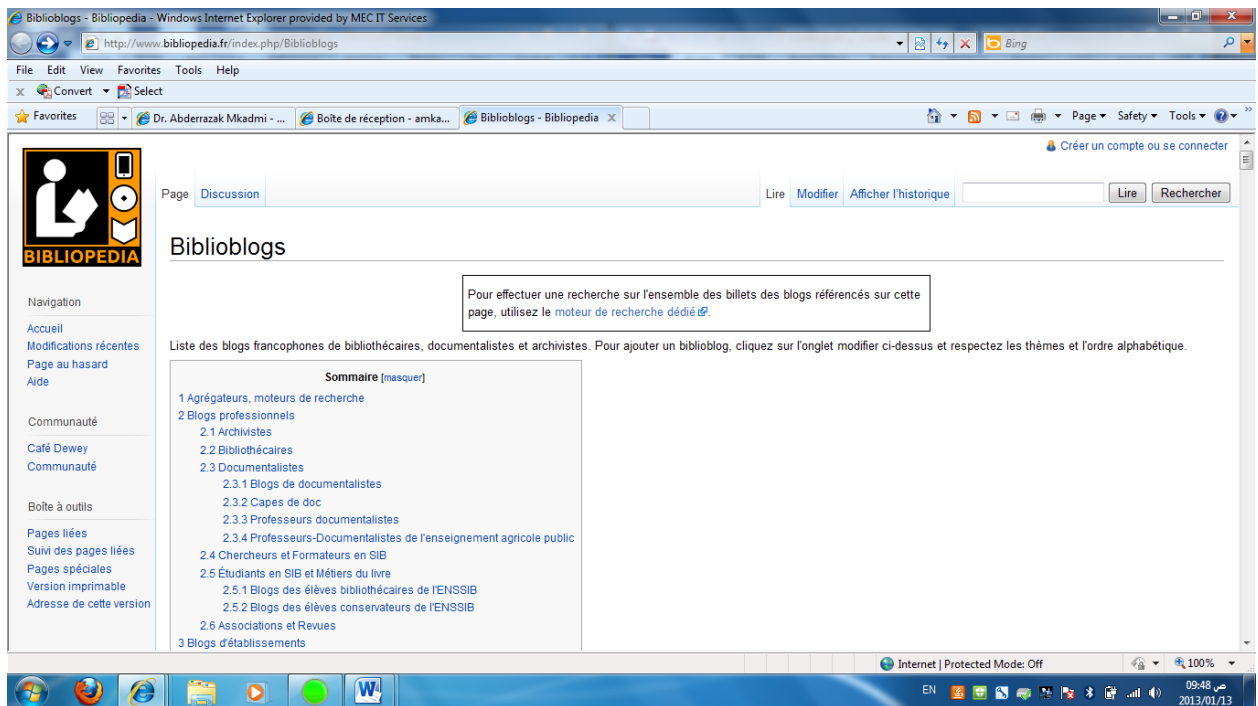 Biblioblogs - Bibliopedia - Windows Internet Explorer provided by MEC IT Services
http://www.bibliopedia.fr/index.php/Biblioblogs
Bing
File Edit View Favorites Tools Help
x Convert Select
Favorites Dr. Abderrazak Mkadmi - ... Boîte de réception - amka... Biblioblogs - Bibliopedia Page Safety Tools
Créer un compte ou se connecter
Page Discussion Lire Modifier Afficher l'historique Lire Rechercher
BIBLIOPEDIA
Biblioblogs
Pour effectuer une recherche sur l'ensemble des billets des blogs référencés sur cette
page, utilisez le moteur de recherche dédié.
Liste des blogs francophones de bibliothécaires, documentalistes et archivistes. Pour ajouter un biblioblog, cliquez sur l'onglet modifier ci-dessus et respectez les thèmes et l'ordre alphabétique.
Navigation
Accueil
Modifications récentes
Page au hasard
Aide
Communauté
Café Dewey
Communauté
Boîte à outils
Pages liées
Suivi des pages liées
Pages spéciales
Version imprimable
Adresse de cette version
Sommaire [masquer]
1 Agrégateurs, moteurs de recherche
2 Blogs professionnels
2.1 Archivistes
2.2 Bibliothécaires
2.3 Documentalistes
2.3.1 Blogs de documentalistes
2.3.2 Capes de doc
2.3.3 Professeurs documentalistes
2.3.4 Professeurs-Documentalistes de l'enseignement agricole public
2.4 Chercheurs et Formateurs en SIB
2.5 Étudiants en SIB et Métiers du livre
2.5.1 Blogs des élèves bibliothécaires de l'ENSSIB
2.5.2 Blogs des élèves conservateurs de l'ENSSIB
2.6 Associations et Revues
3 Blogs d'établissements
Internet | Protected Mode: Off 100%
EN
09:48 ص
2013/01/13